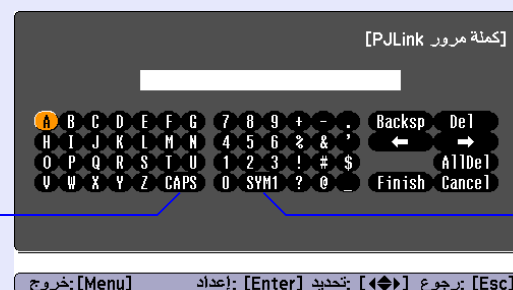 [كملة مرور PJLink]
A B C D E F G 7 8 9 + - . Backsp Del
H I J K L M N 4 5 6 % & ' ← →
O P Q R S T U 1 2 3 ! # $ AllDel
V W X Y Z CAPS 0 SYM1 ? @ _ Finish Cancel
[Esc] :رجوع [◆] :تحديد [Enter] :إعداد [Menu] :خروج